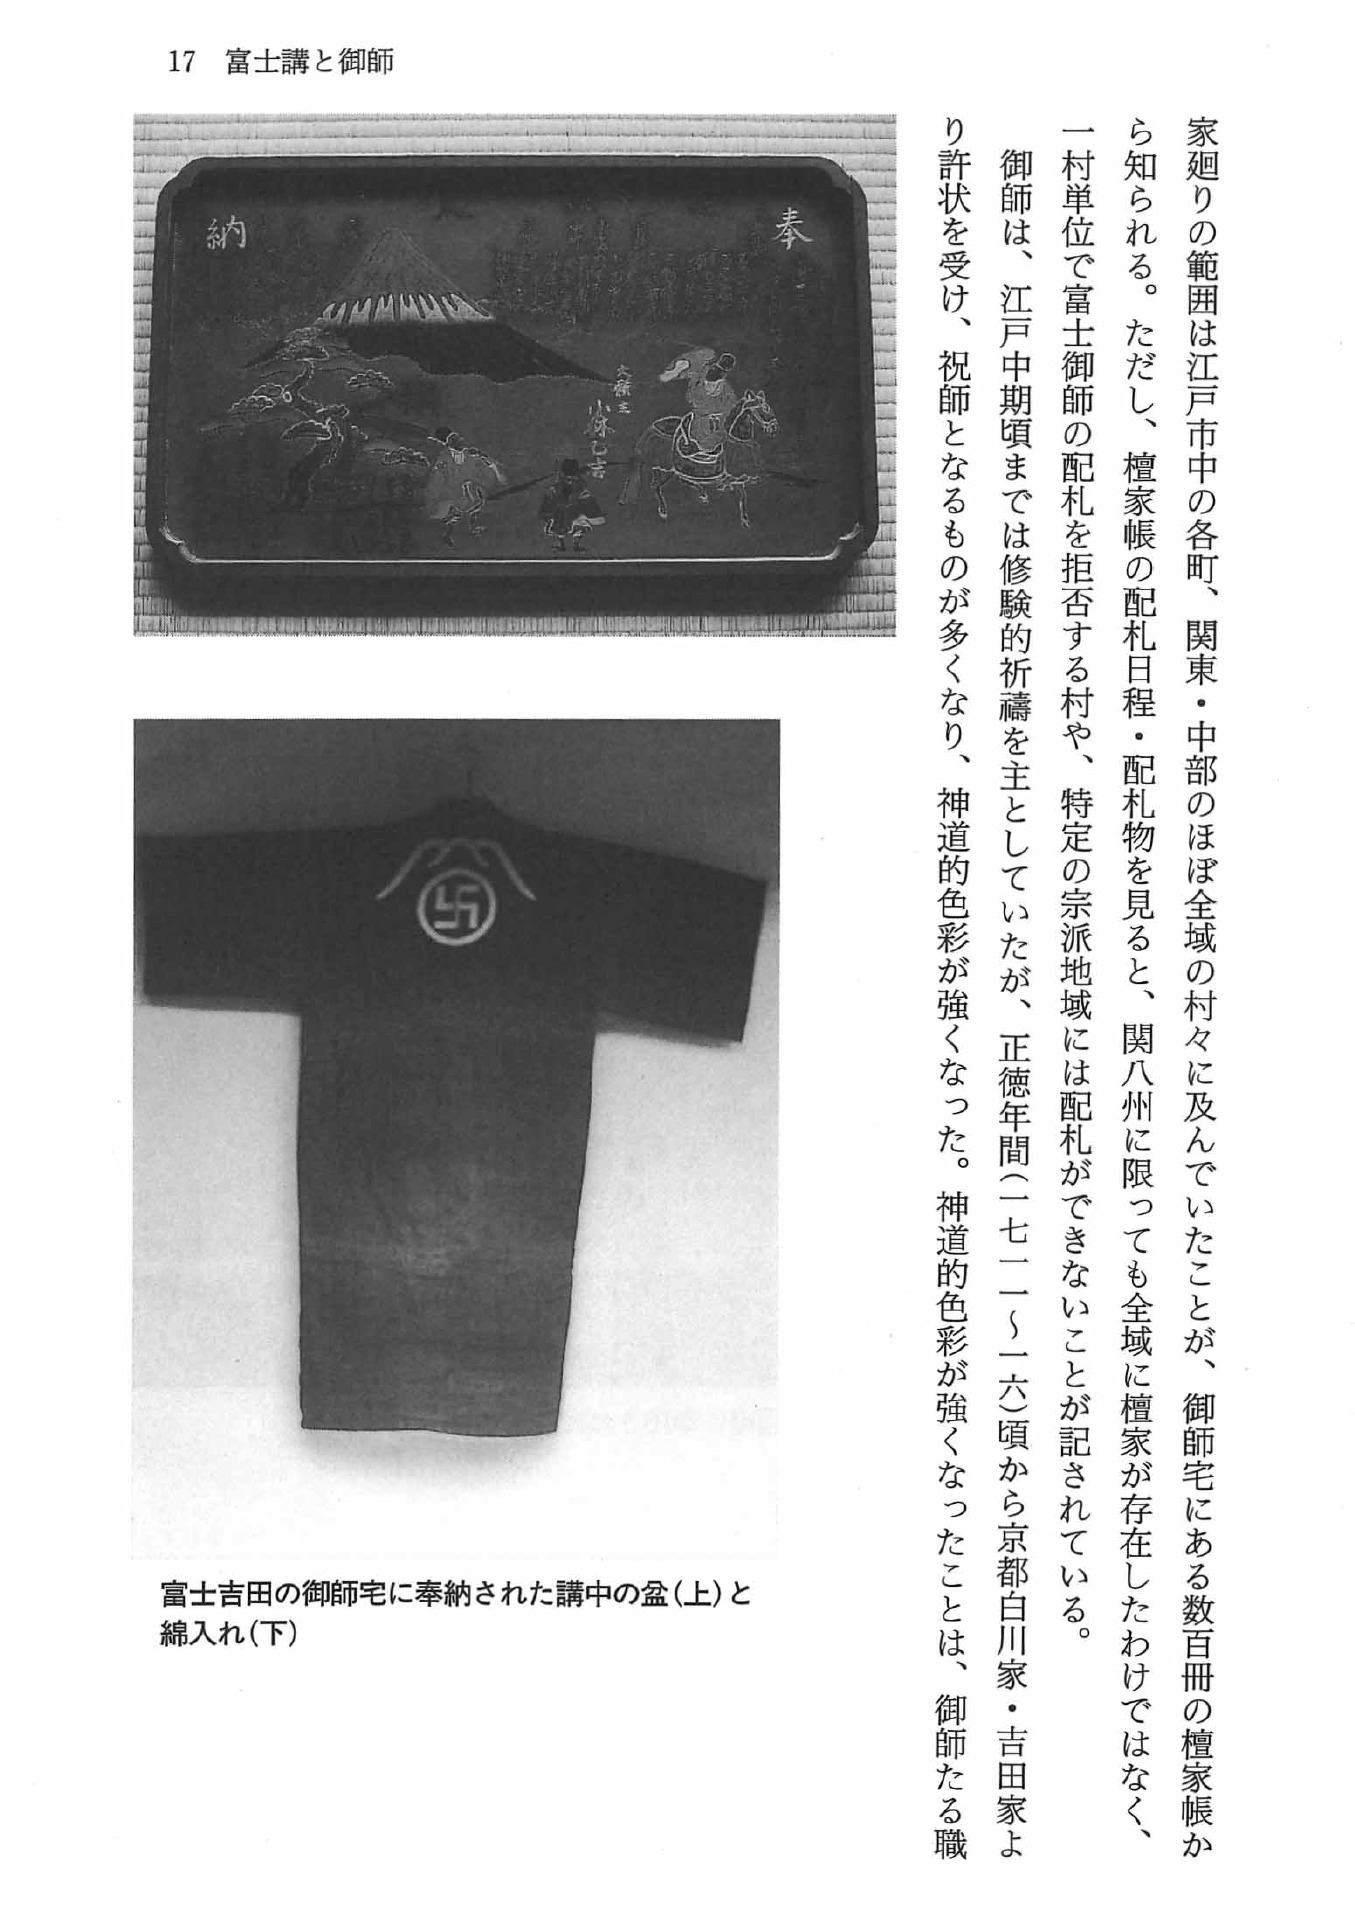 17 富士講と御師
家廻りの範囲は江戸市中の各町、関東・中部のほぼ全域の村々に及んでいたことが、御師宅にある数百冊の檀家帳か
ら知られる。ただし、檀家帳の配札日程・配札物を見ると、関八州に限っても全域に檀家が存在したわけではなく、
一村単位で富士御師の配札を拒否する村や、特定の宗派地域には配札ができないことが記されている。
御師は、江戸中期頃までは修験的祈禱を主としていたが、正徳年間（一七一一～一六）頃から京都白川家・吉田家よ
り許状を受け、祝師となるものが多くなり、神道的色彩が強くなった。神道的色彩が強くなったことは、御師たる職
奉
納
富士吉田の御師宅に奉納された講中の盆（上）と
綿入れ（下）